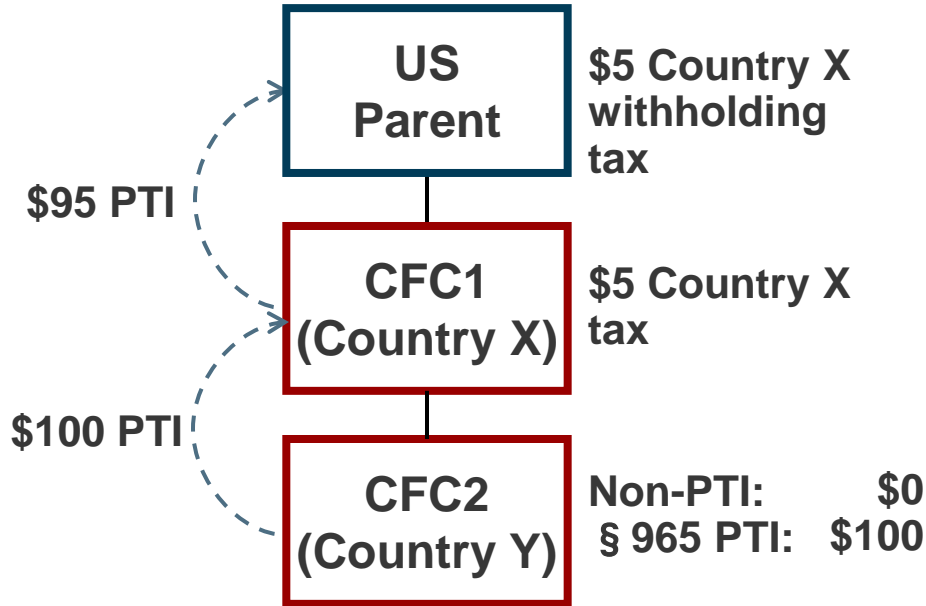 US
Parent
$5 Country X
withholding
tax
$95 PTI
CFC1
(Country X)
$5 Country X
tax
$100 PTI
CFC2
(Country Y)
Non-PTI: $0
§ 965 PTI: $100